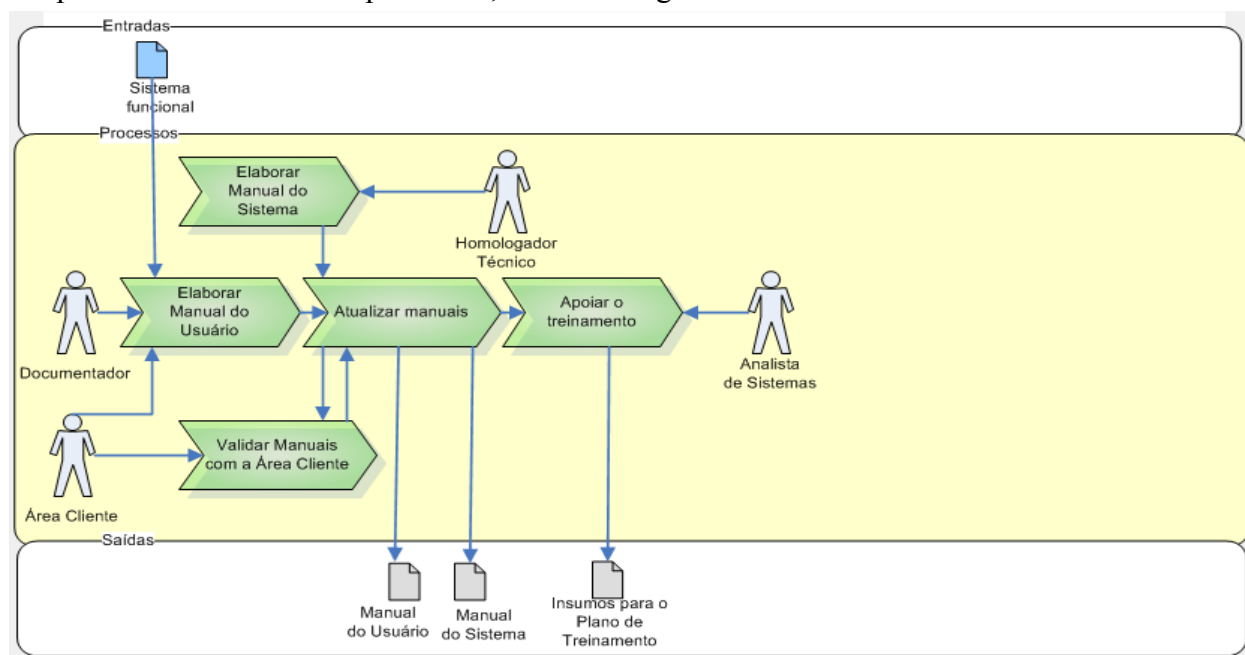 Entradas
Sistema
funcional
Processos
Elaborar
Manual do
Sistema
Homologador
Técnico
Elaborar
Manual do
Usuário
Atualizar manuais
Apoiar o
treinamento
Documentador
Analista
de Sistemas
Validar Manuais
com a Área Cliente
Área Cliente
Saídas
Manual
do Usuário
Manual
do Sistema
Insumos para o
Plano de
Treinamento